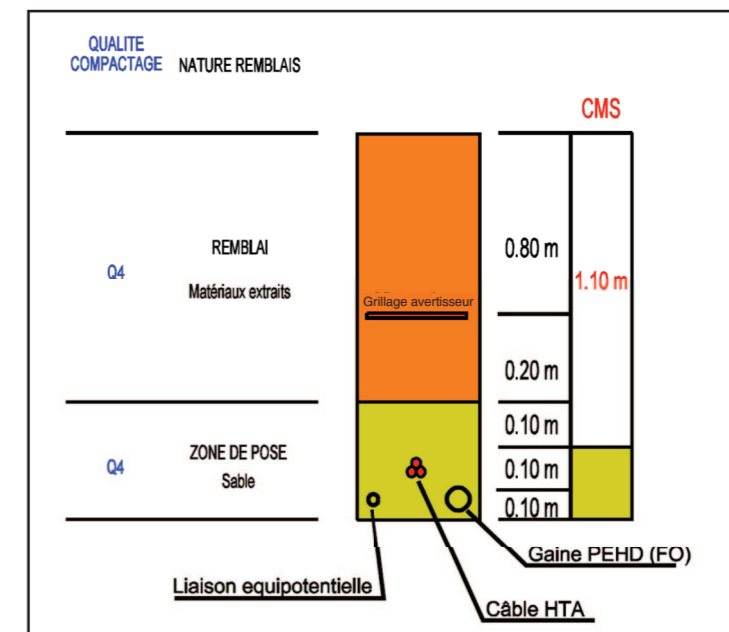 QUALITE
COMPACTAGE
NATURE REMBLAIS
CMS
REMBLAI
Matériaux extraits
Q4
Grillage avertisseur
0.80 m
1.10 m
0.20 m
0.10 m
ZONE DE POSE
Sable
Q4
0.10 m
0.10 m
Gaine PEHD (FO)
Liaison equipotentielle
Câble HTA